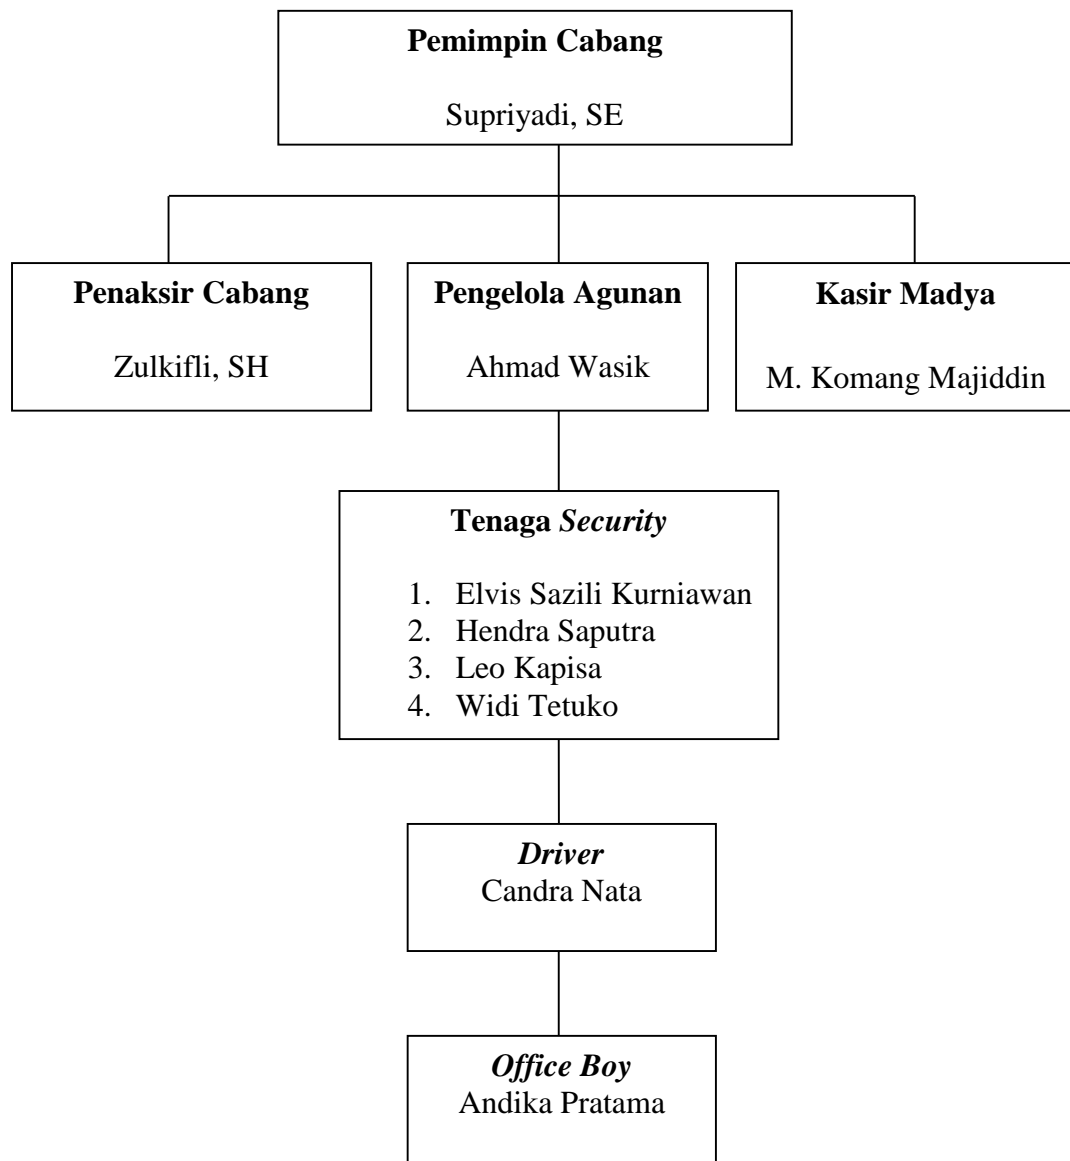 Pemimpin Cabang
Supriyadi, SE
Penaksir Cabang
Zulkifli, SH
Pengelola Agunan
Ahmad Wasik
Kasir Madya
M. Komang Majiddin
Tenaga Security
1. Elvis Sazili Kurniawan
2. Hendra Saputra
3. Leo Kapisa
4. Widi Tetuko
Driver
Candra Nata
Office Boy
Andika Pratama